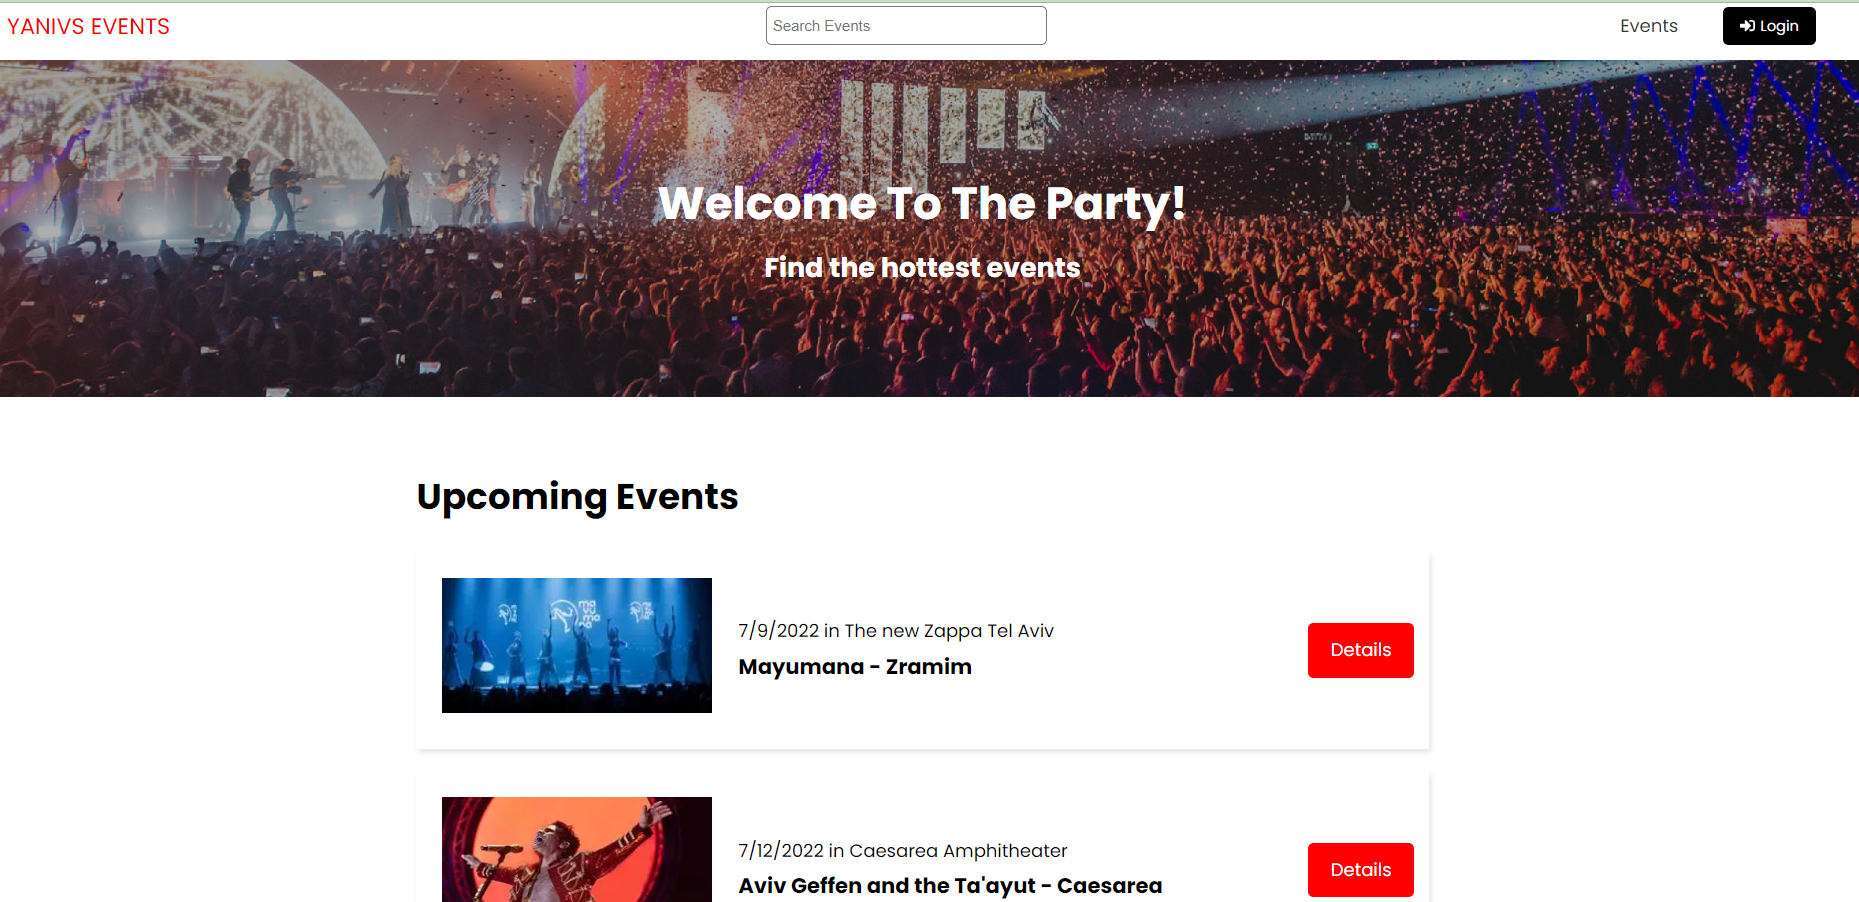 YANIVS EVENTS
Search Events
Events
Login
Welcome To The Party!
Find the hottest events
Upcoming Events
7/9/2022 in The new Zappa Tel Aviv
Mayumana - Zramim
Details
7/12/2022 in Caesarea Amphitheater
Aviv Geffen and the Ta'ayut - Caesarea
Details